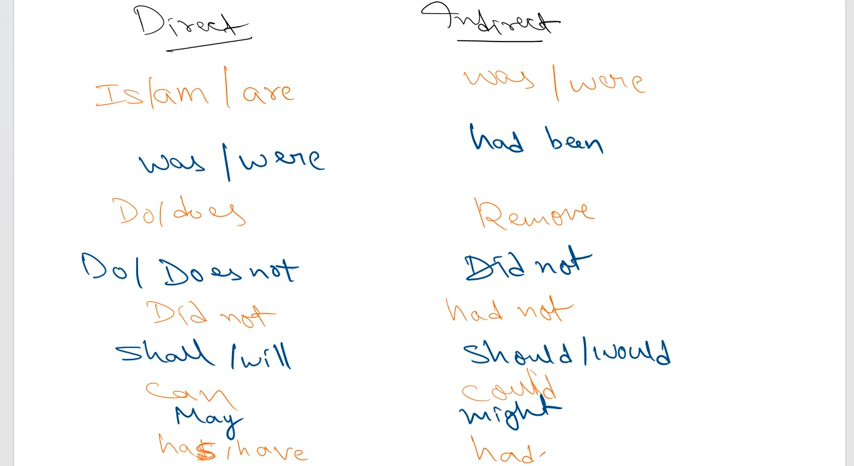 Direct Indirect
Is/am/are was/were
was/were had been
Do/does Remove
Do/Does not Did not
Did not had not
Shall/will Should/would
can could
May might
has/have had